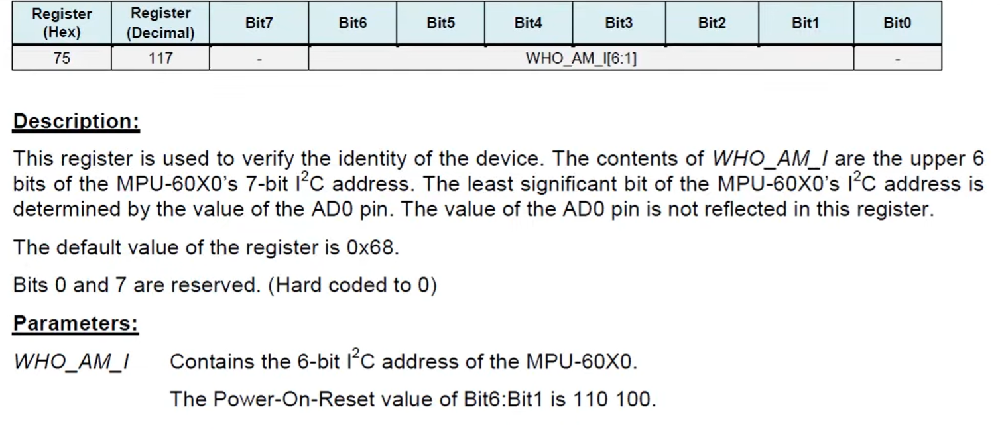 Register (Hex) Register (Decimal) Bit7 Bit6 Bit5 Bit4 Bit3 Bit2 Bit1 Bit0
75 117 - WHO_AM_I[6:1] -
Description:
This register is used to verify the identity of the device. The contents of WHO_AM_I are the upper 6
bits of the MPU-60X0's 7-bit I²C address. The least significant bit of the MPU-60X0's I²C address is
determined by the value of the AD0 pin. The value of the AD0 pin is not reflected in this register.
The default value of the register is 0x68.
Bits 0 and 7 are reserved. (Hard coded to 0)
Parameters:
WHO_AM_I Contains the 6-bit I²C address of the MPU-60X0.
The Power-On-Reset value of Bit6:Bit1 is 110 100.